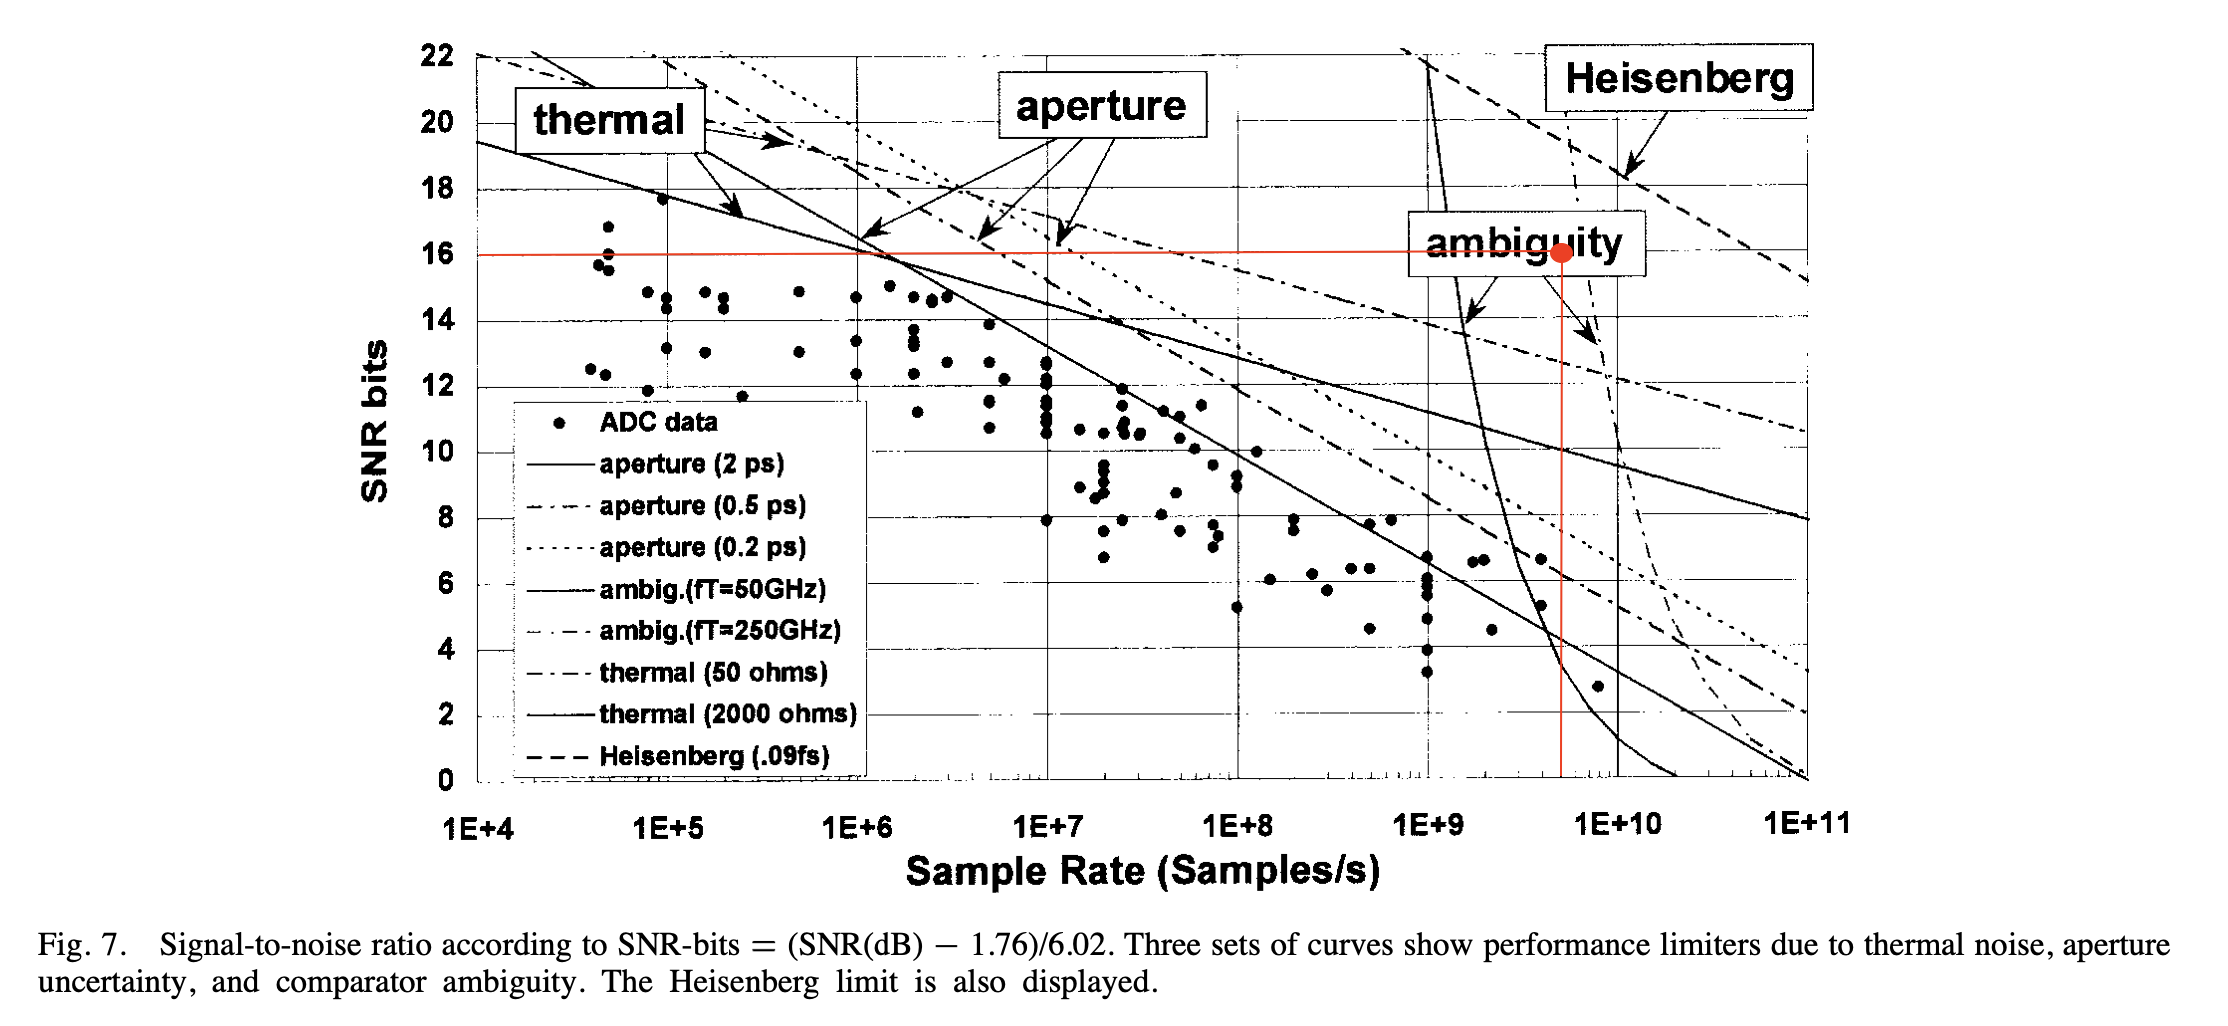 22
20
18
16
14
12
10
8
6
4
2
0
SNR bits
thermal
aperture
Heisenberg
ambiguity
ADC data
aperture (2 ps)
aperture (0.5 ps)
aperture (0.2 ps)
ambig.(fT=50GHz)
ambig.(fT=250GHz)
thermal (50 ohms)
thermal (2000 ohms)
Heisenberg (.09fs)
1E+4 1E+5 1E+6 1E+7 1E+8 1E+9 1E+10 1E+11
Sample Rate (Samples/s)
Fig. 7. Signal-to-noise ratio according to SNR-bits = (SNR(dB) − 1.76)/6.02. Three sets of curves show performance limiters due to thermal noise, aperture
uncertainty, and comparator ambiguity. The Heisenberg limit is also displayed.